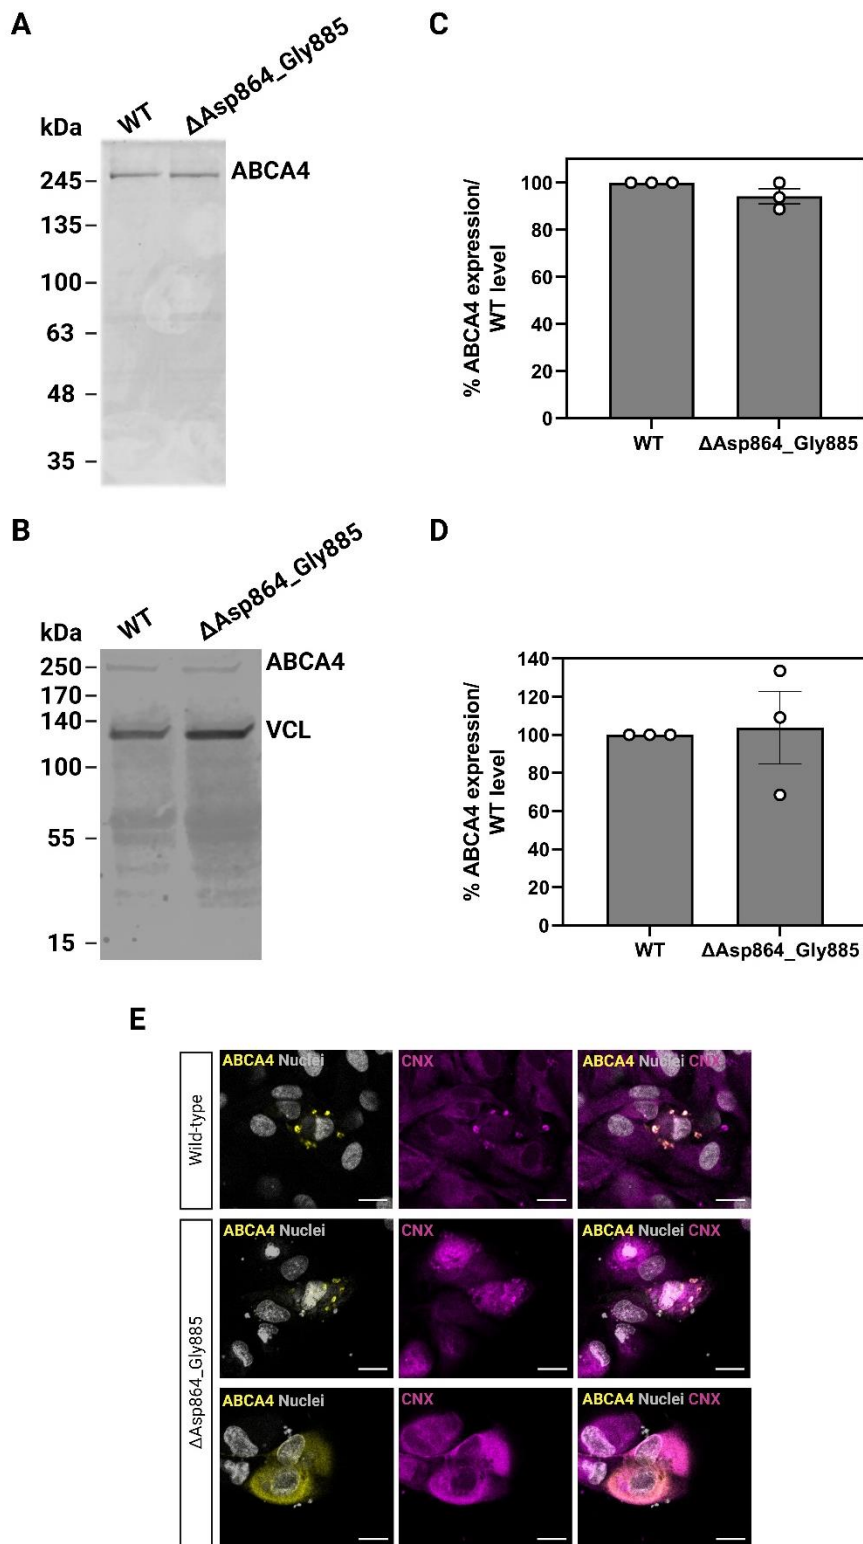 A
kDa
WT
ΔAsp864_Gly885
ABCA4
245
135
100
63
48
35
C
% ABCA4 expression/
WT level
100
80
60
40
20
0
WT
ΔAsp864_Gly885
B
kDa
WT
ΔAsp864_Gly885
ABCA4
VCL
250
170
140
100
55
15
D
% ABCA4 expression/
WT level
140
120
100
80
60
40
20
0
WT
ΔAsp864_Gly885
E
Wild-type
ABCA4 Nuclei
CNX
ABCA4 Nuclei CNX
ΔAsp864_Gly885
ABCA4 Nuclei
CNX
ABCA4 Nuclei CNX
ABCA4 Nuclei
CNX
ABCA4 Nuclei CNX